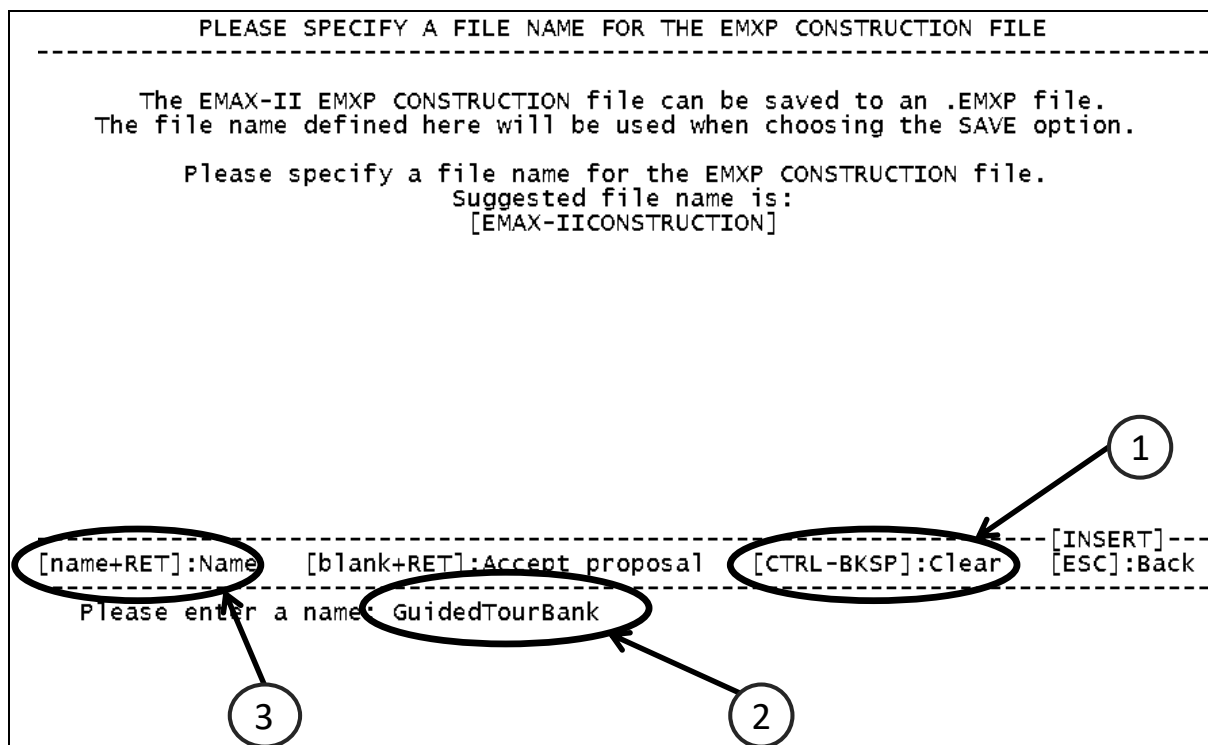 PLEASE SPECIFY A FILE NAME FOR THE EMXP CONSTRUCTION FILE
The EMAX-II EMXP CONSTRUCTION file can be saved to an .EMXP file.
The file name defined here will be used when choosing the SAVE option.
Please specify a file name for the EMXP CONSTRUCTION file.
Suggested file name is:
[EMAX-IICONSTRUCTION]
1
[INSERT]
[name+RET]:Name [blank+RET]:Accept proposal [CTRL-BKSP]:Clear [ESC]:Back
Please enter a name: GuidedTourBank
3 2